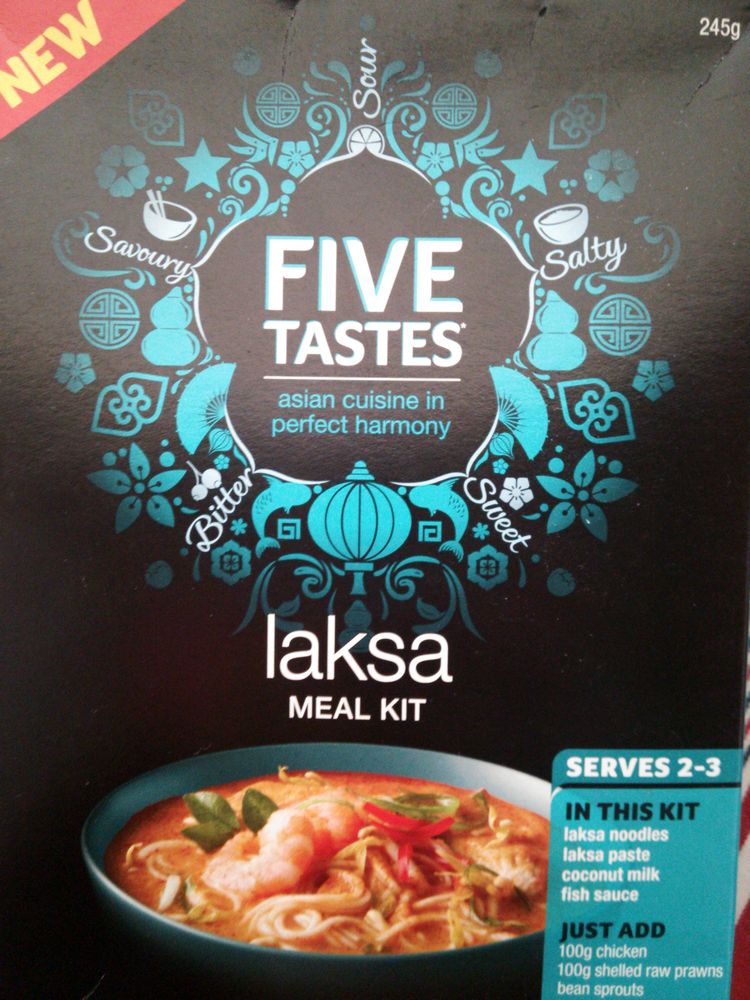 NEW
245g
Sour
Savoury
Salty
FIVE
TASTES*
asian cuisine in
perfect harmony
Bitter
Sweet
laksa
MEAL KIT
SERVES 2-3
IN THIS KIT
laksa noodles
laksa paste
coconut milk
fish sauce
JUST ADD
100g chicken
100g shelled raw prawns
bean sprouts